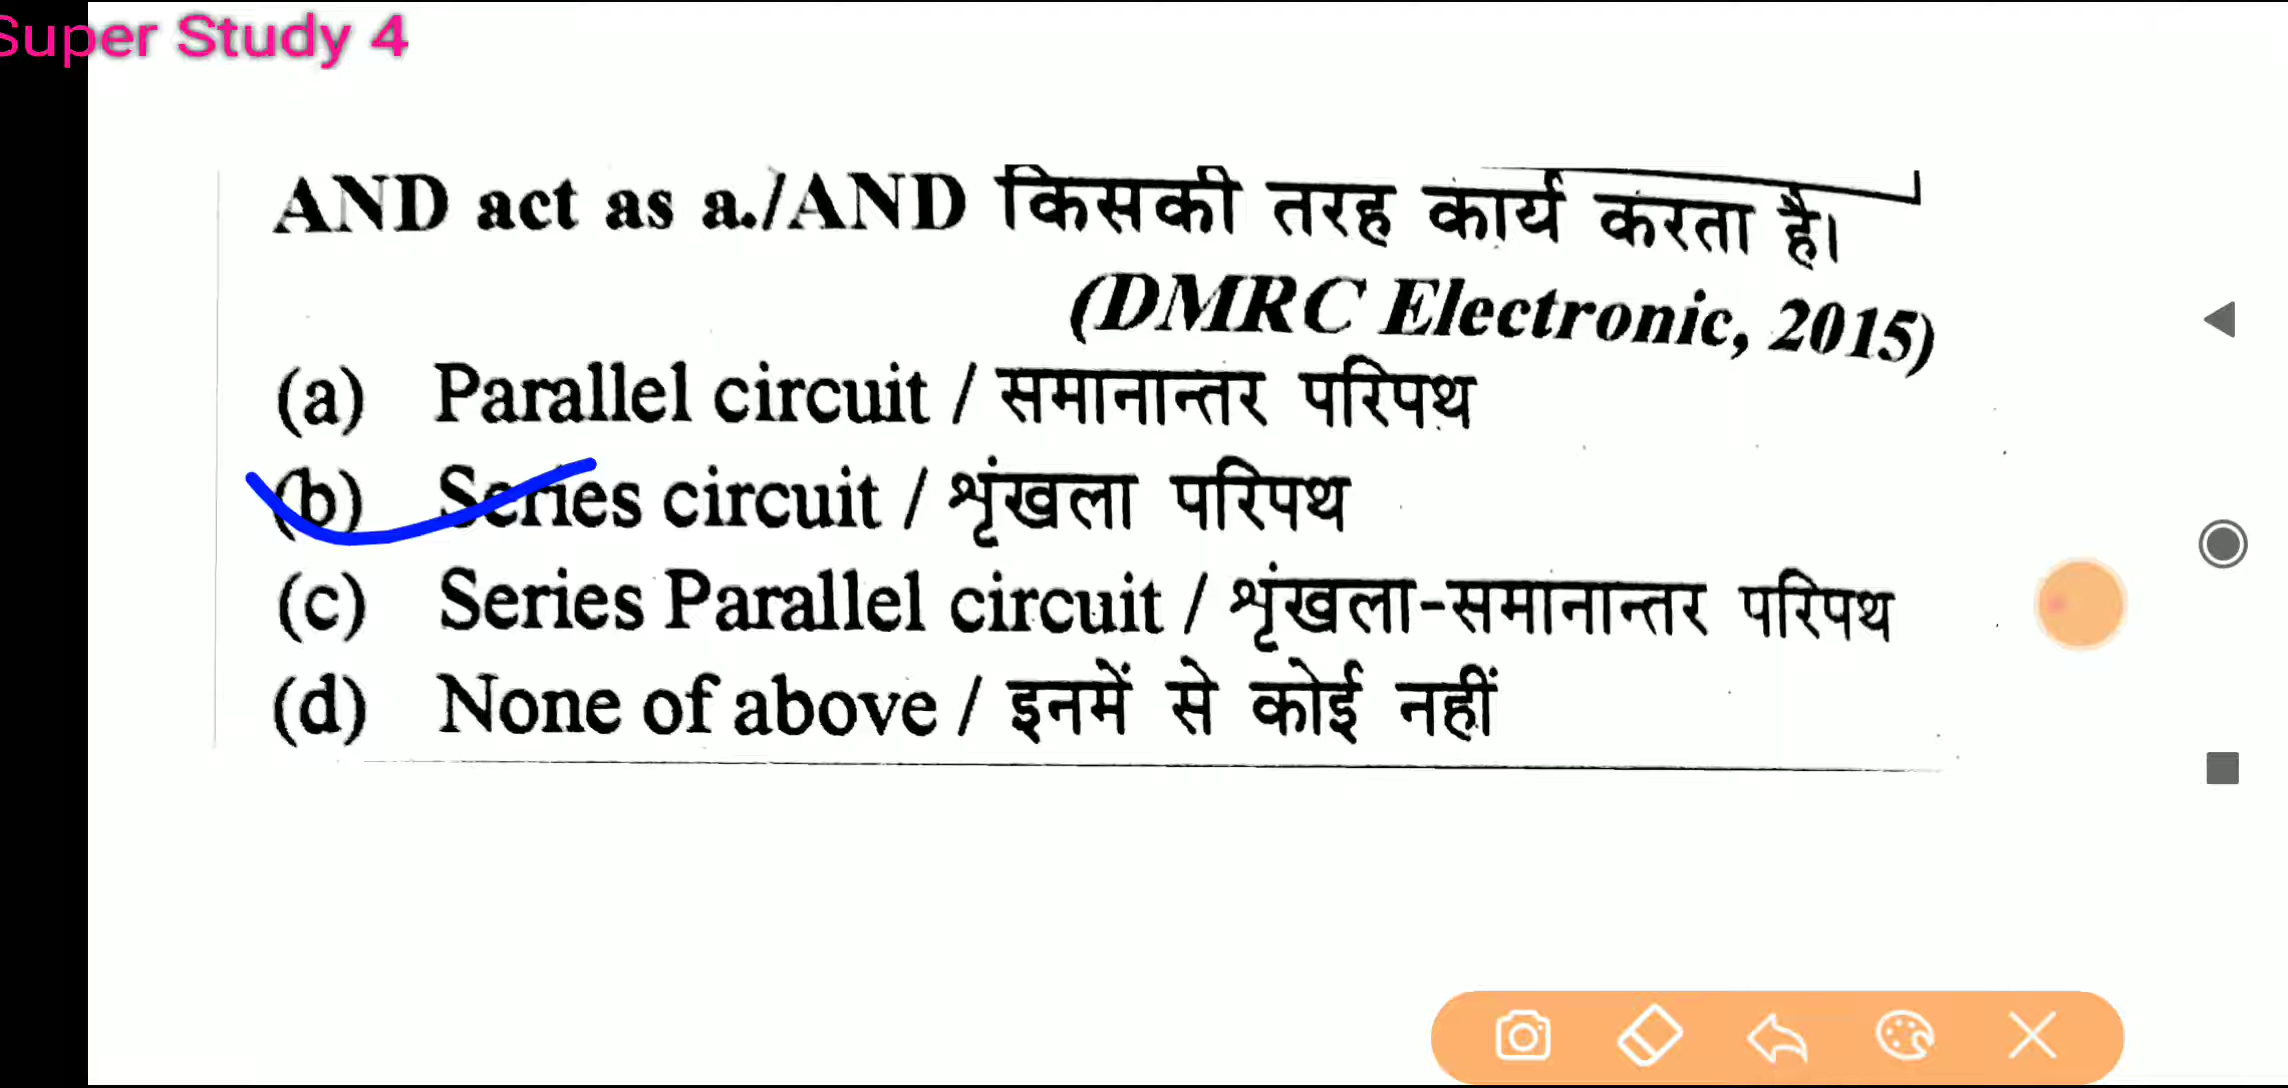 Super Study 4
AND act as a./AND किसकी तरह कार्य करता है।
(DMRC Electronic, 2015)
(a) Parallel circuit / समानान्तर परिपथ
(b) Series circuit / शृंखला परिपथ
(c) Series Parallel circuit / शृंखला-समानान्तर परिपथ
(d) None of above / इनमें से कोई नहीं